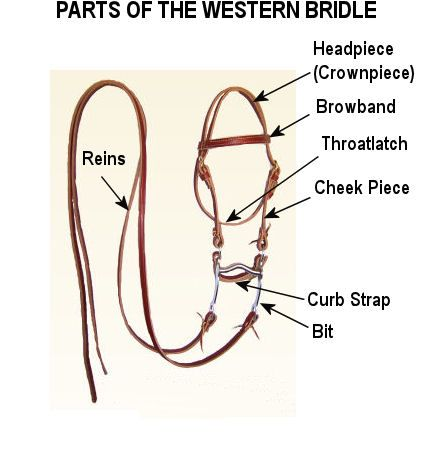 PARTS OF THE WESTERN BRIDLE
Headpiece
(Crownpiece)
Browband
Throatlatch
Reins
Cheek Piece
Curb Strap
Bit